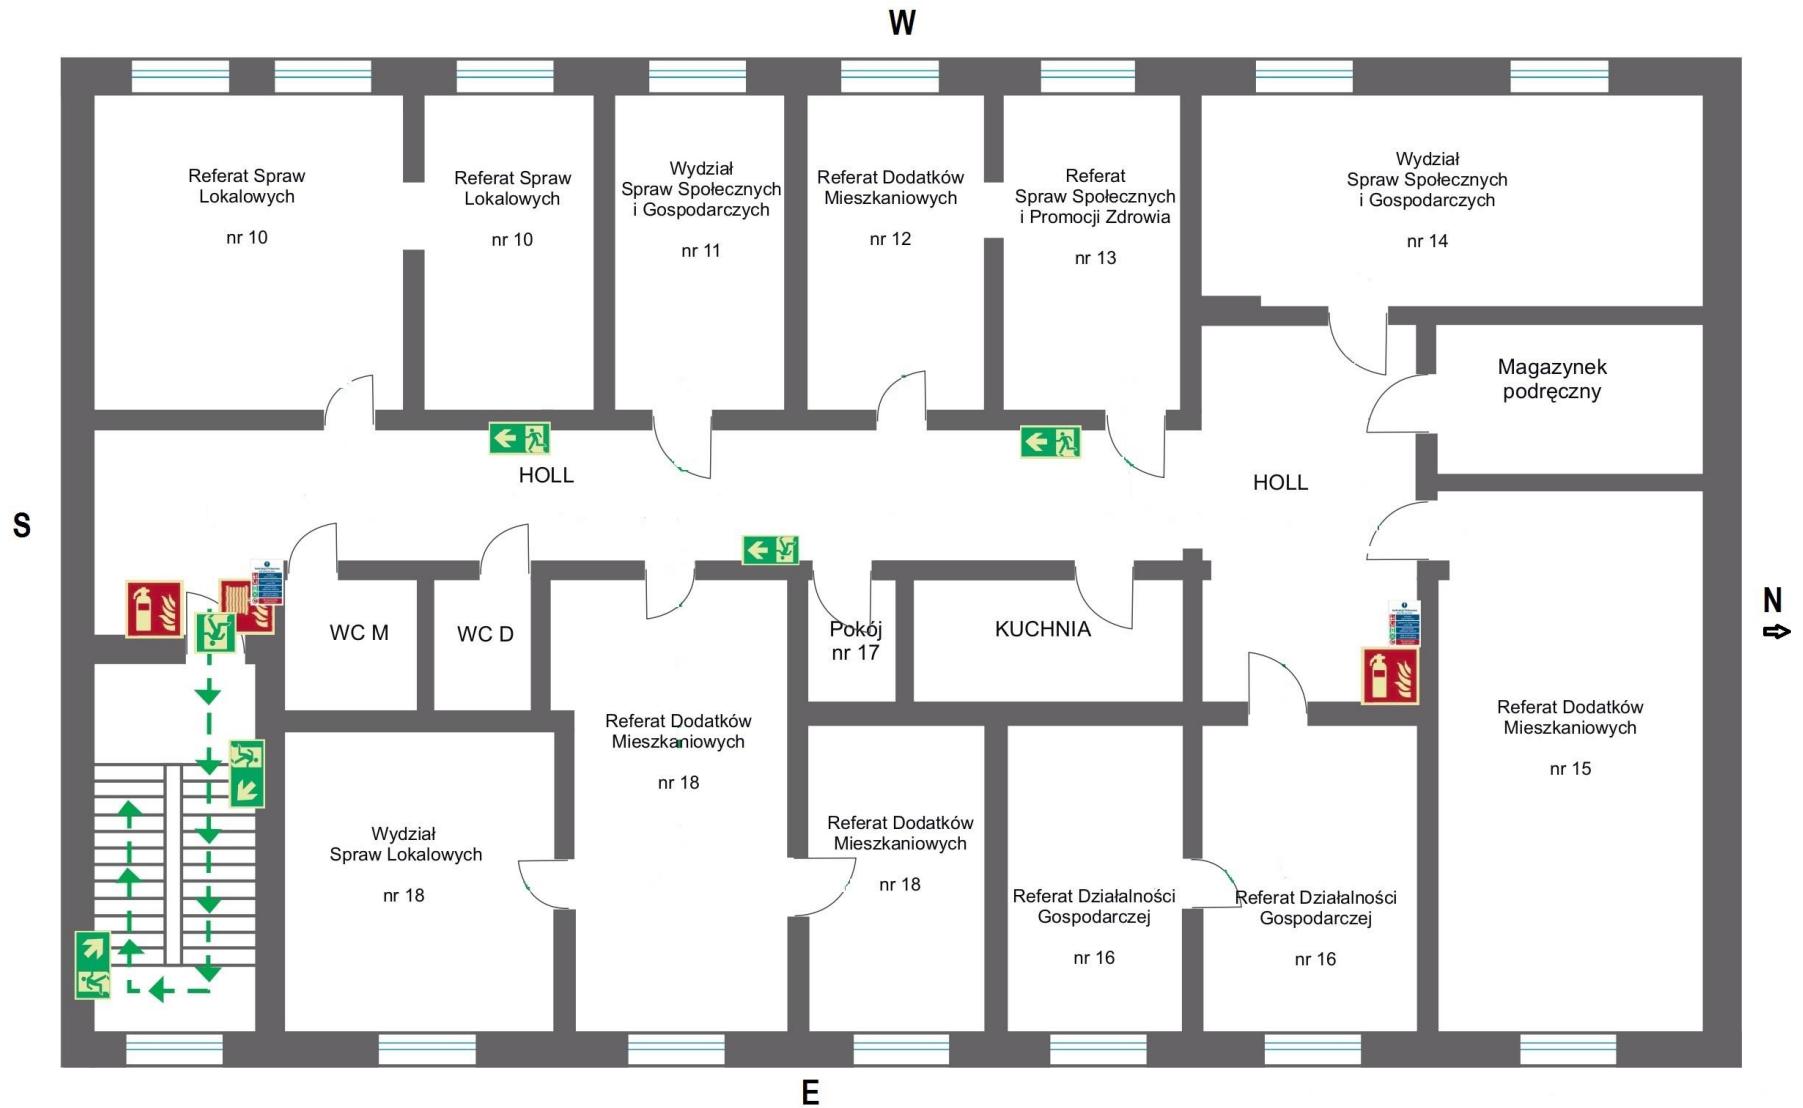 W
Referat Spraw
Lokalowych
nr 10
Referat Spraw
Lokalowych
nr 10
Wydział
Spraw Społecznych
i Gospodarczych
nr 11
Referat Dodatków
Mieszkaniowych
nr 12
Referat
Spraw Społecznych
i Promocji Zdrowia
nr 13
Wydział
Spraw Społecznych
i Gospodarczych
nr 14
Magazynek
podręczny
HOLL
HOLL
S
N
WC M
WC D
Pokój
nr 17
KUCHNIA
Referat Dodatków
Mieszkaniowych
nr 18
Referat Dodatków
Mieszkaniowych
nr 15
Wydział
Spraw Lokalowych
nr 18
Referat Dodatków
Mieszkaniowych
nr 18
Referat Działalności
Gospodarczej
nr 16
Referat Działalności
Gospodarczej
nr 16
E